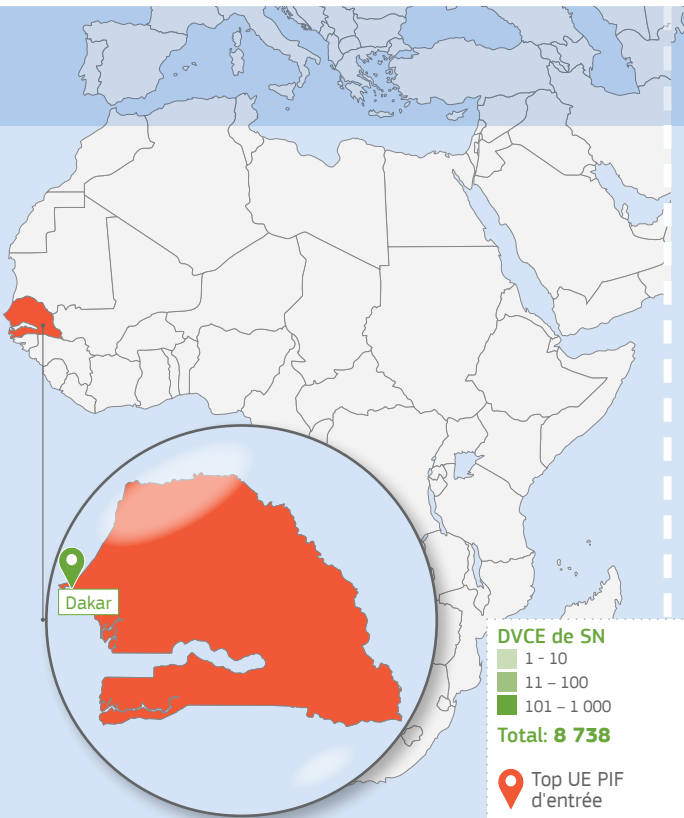 Dakar
DVCE de SN
1 - 10
11 – 100
101 – 1 000
Total: 8 738
Top UE PIF
d'entrée